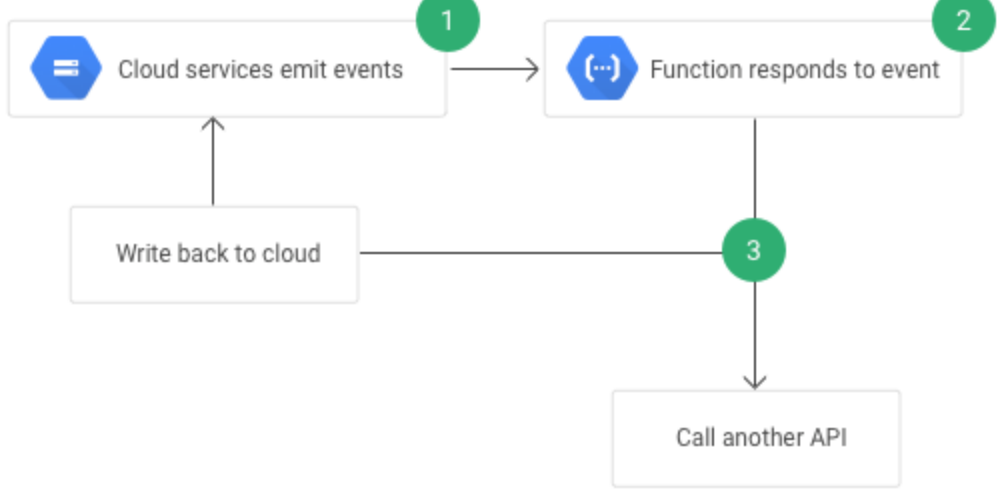 1
Cloud services emit events
2
Function responds to event
Write back to cloud
3
Call another API